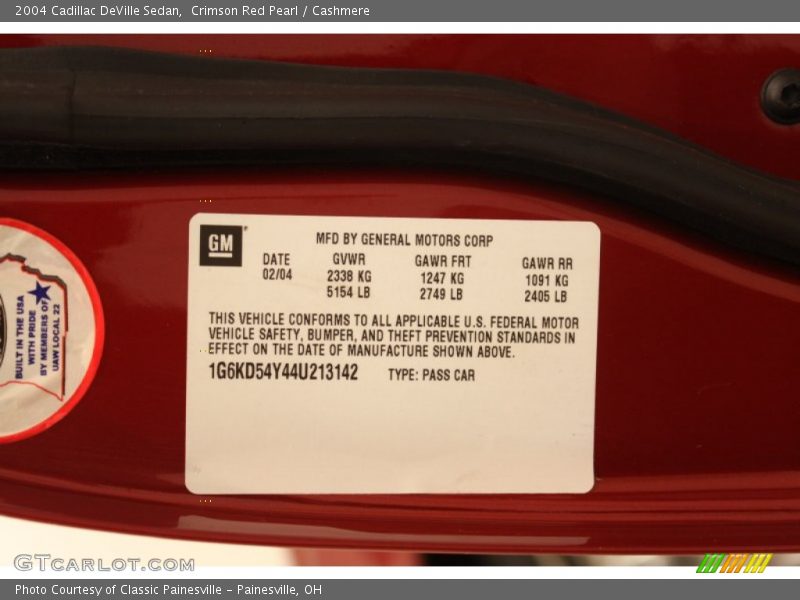 2004 Cadillac DeVille Sedan,  Crimson Red Pearl / Cashmere
GM
MFD BY GENERAL MOTORS CORP
DATE GVWR GAWR FRT GAWR RR
02/04 2338 KG 1247 KG 1091 KG
5154 LB 2749 LB 2405 LB
THIS VEHICLE CONFORMS TO ALL APPLICABLE U.S. FEDERAL MOTOR
VEHICLE SAFETY, BUMPER, AND THEFT PREVENTION STANDARDS IN
EFFECT ON THE DATE OF MANUFACTURE SHOWN ABOVE.
1G6KD54Y44U213142 TYPE: PASS CAR
BUILT IN THE USA
WITH PRIDE
BY MEMBERS OF
UAW LOCAL 22
GTcarlot.com
Photo Courtesy of Classic Painesville – Painesville, OH